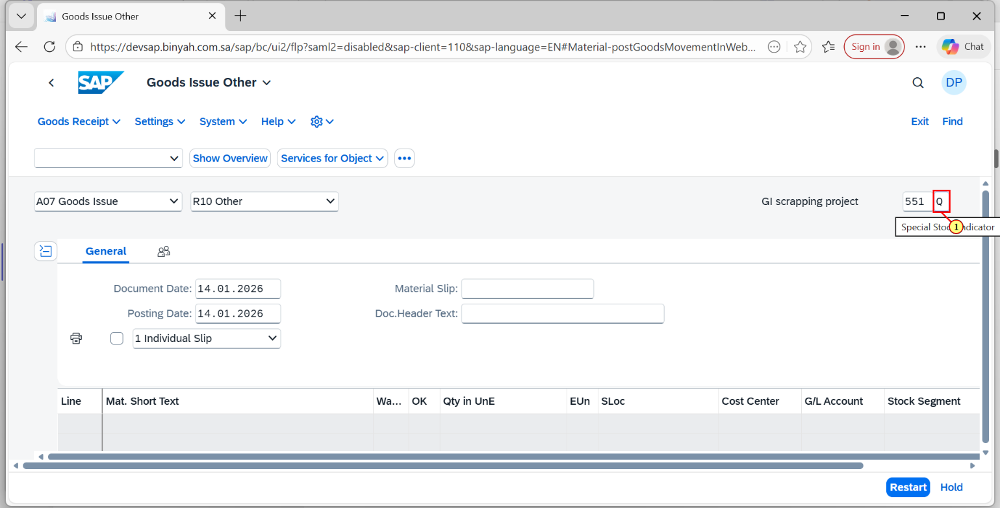 Goods Issue Other
https://devsap.binyah.com.sa/sap/bc/ui2/flp?saml2=disabled&sap-client=110&sap-language=EN#Material-postGoodsMovementInWeb...
Sign in
Chat
SAP
Goods Issue Other
DP
Goods Receipt
Settings
System
Help
Exit
Find
Show Overview
Services for Object
A07 Goods Issue
R10 Other
GI scrapping project
551
Q
Special Stoc 1 ndicator
General
Document Date: 14.01.2026
Material Slip:
Posting Date: 14.01.2026
Doc.Header Text:
1 Individual Slip
Line Mat. Short Text Wa... OK Qty in UnE EUn SLoc Cost Center G/L Account Stock Segment
Restart
Hold